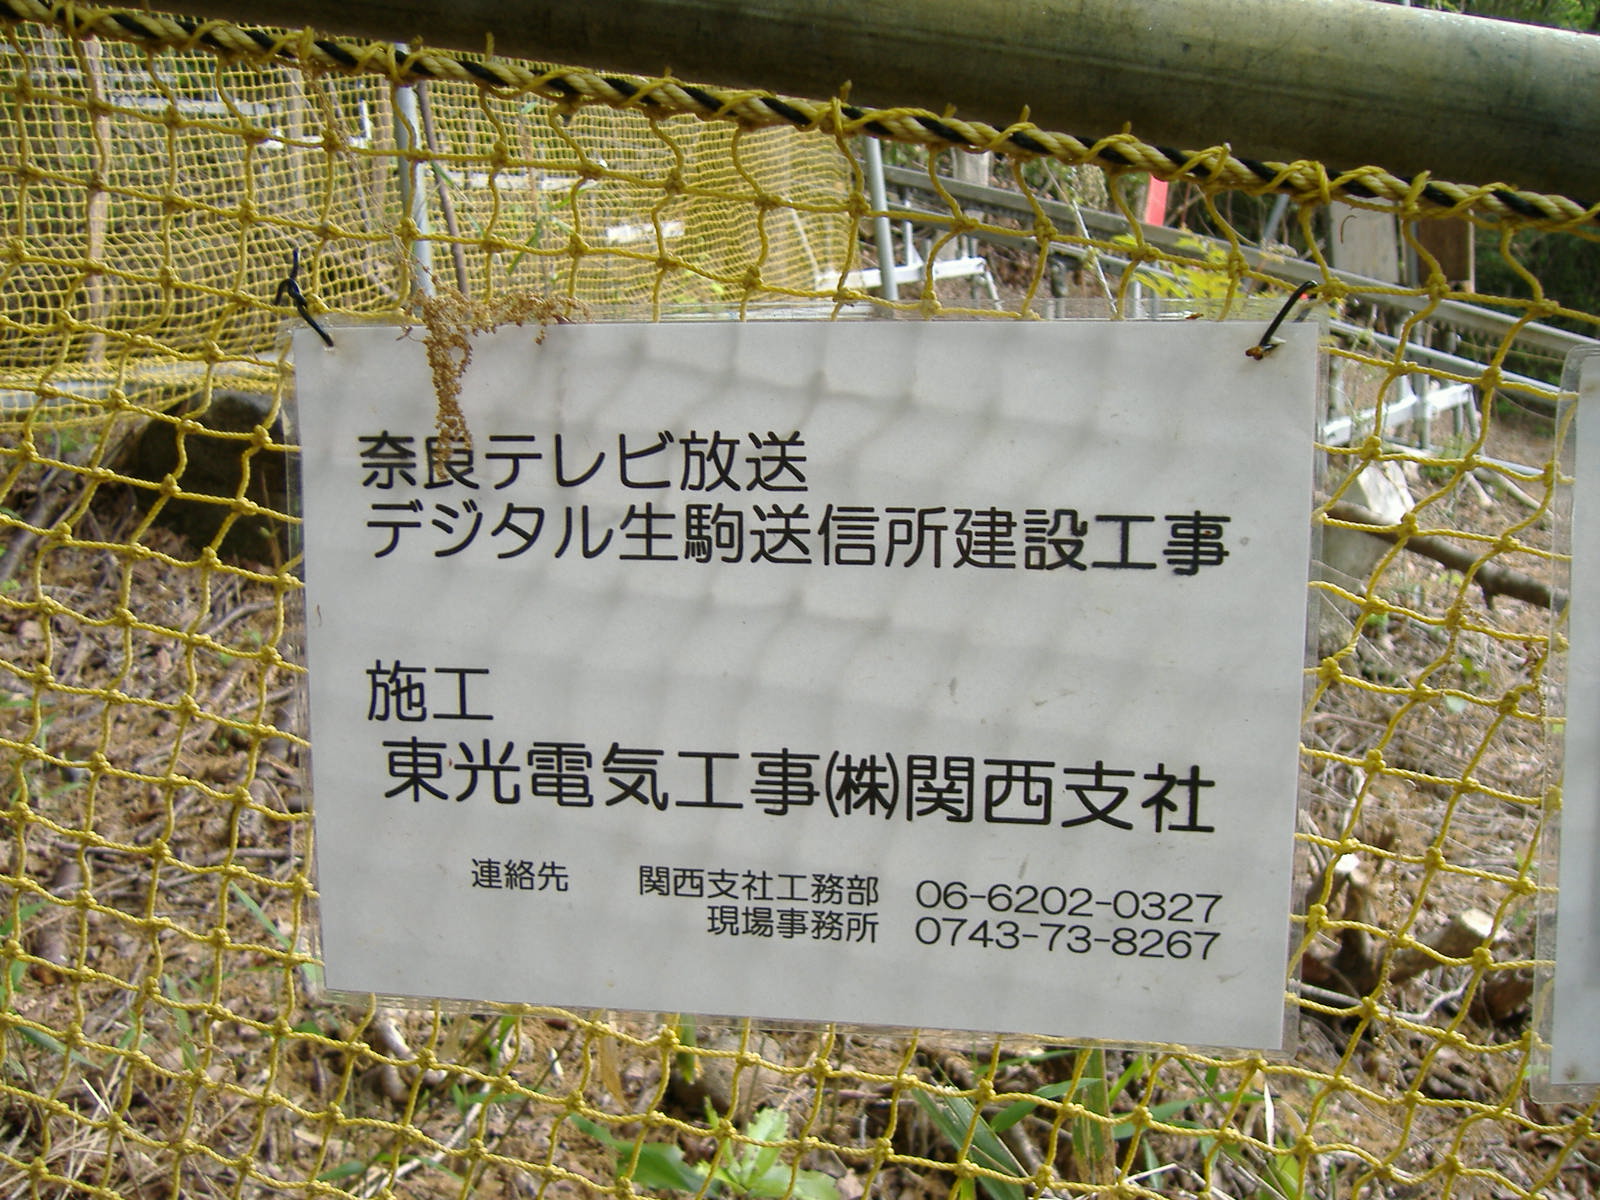 奈良テレビ放送
デジタル生駒送信所建設工事
施工
東光電気工事㈱関西支社
連絡先 関西支社工務部 06-6202-0327
現場事務所 0743-73-8267